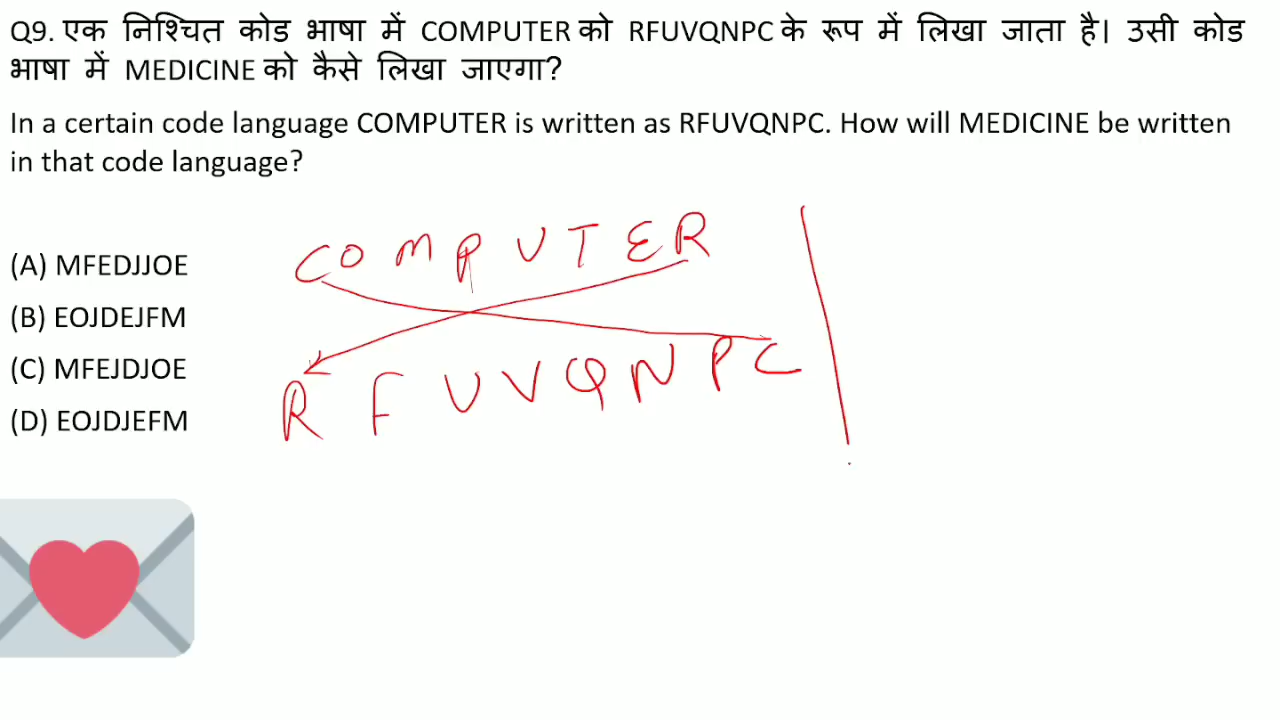 Q9. एक निश्चित कोड भाषा में COMPUTER को RFUVQNPC के रूप में लिखा जाता है। उसी कोड
भाषा में MEDICINE को कैसे लिखा जाएगा?
In a certain code language COMPUTER is written as RFUVQNPC. How will MEDICINE be written
in that code language?
COMPUTER
(A) MFEDJJOE
(B) EOJDEJFM
(C) MFEJDJOE
RFUVQNPC
(D) EOJDJEFM